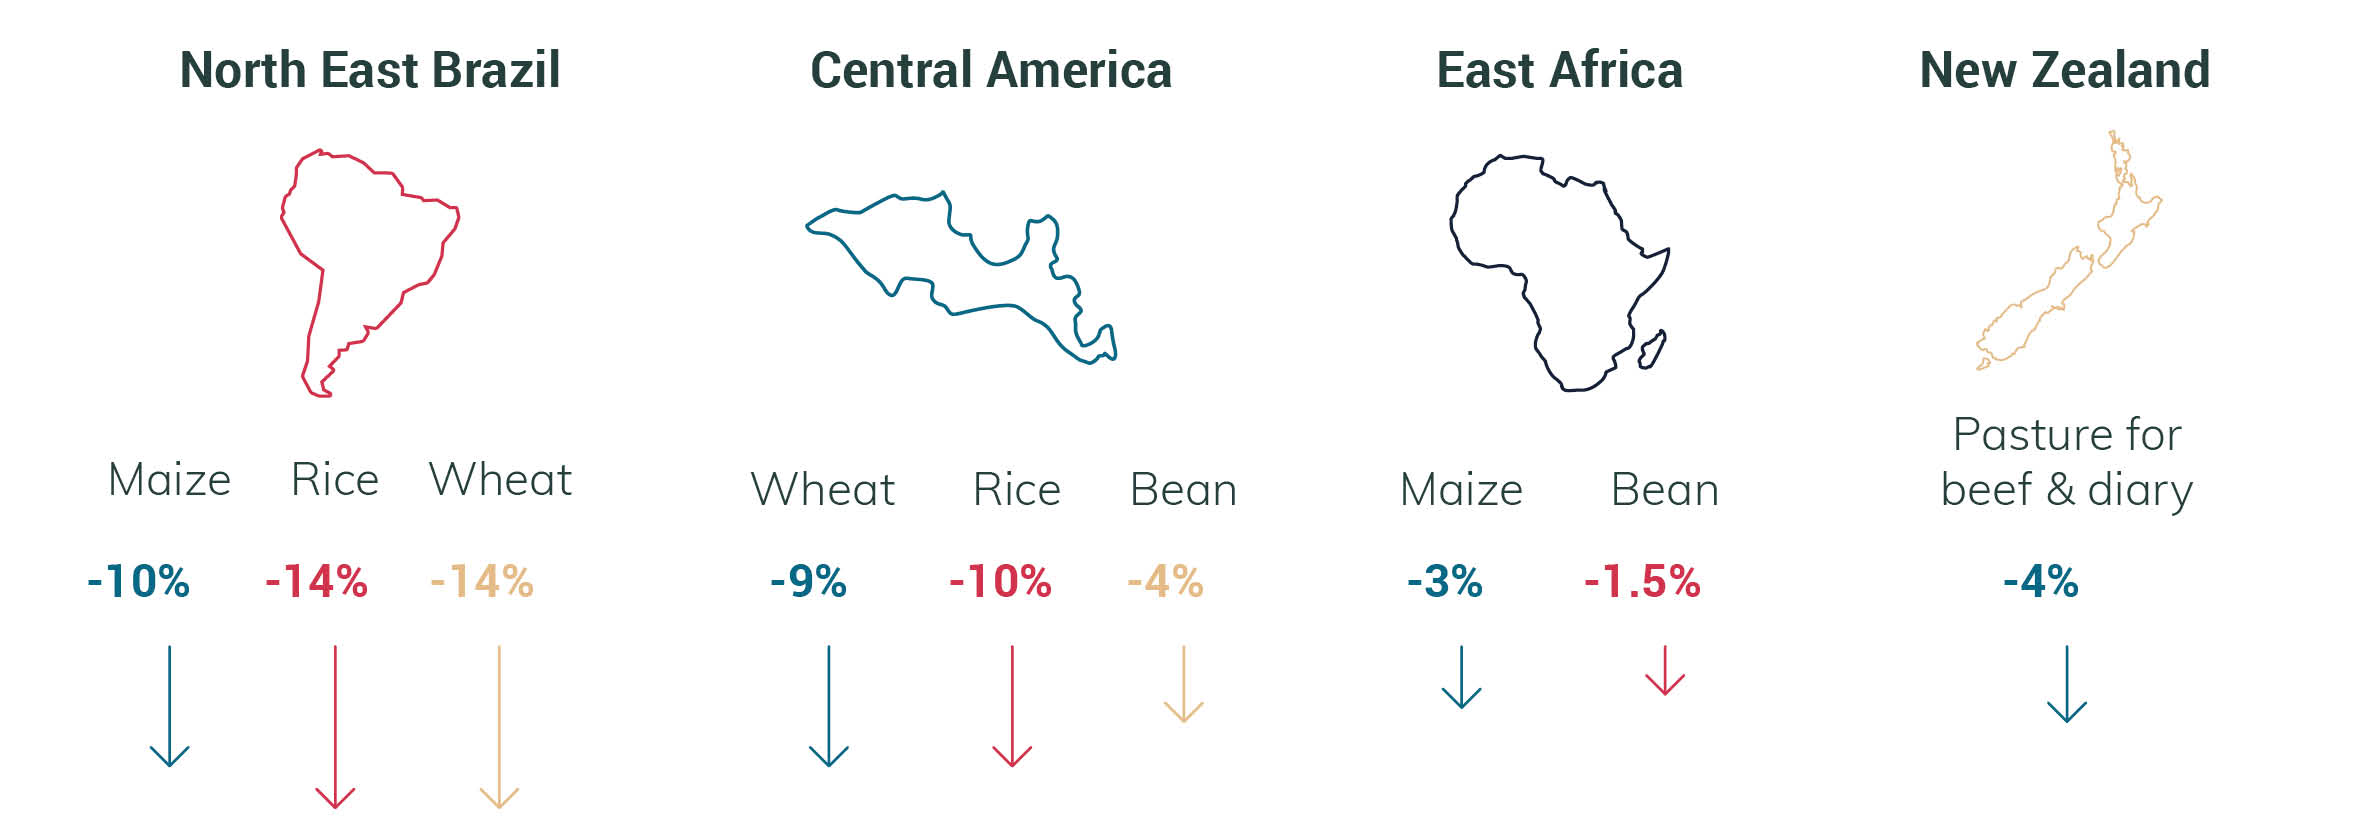 North East Brazil
Central America
East Africa
New Zealand
Maize Rice Wheat
Wheat Rice Bean
Maize Bean
Pasture for
beef & diary
-10% -14% -14%
-9% -10% -4%
-3% -1.5%
-4%